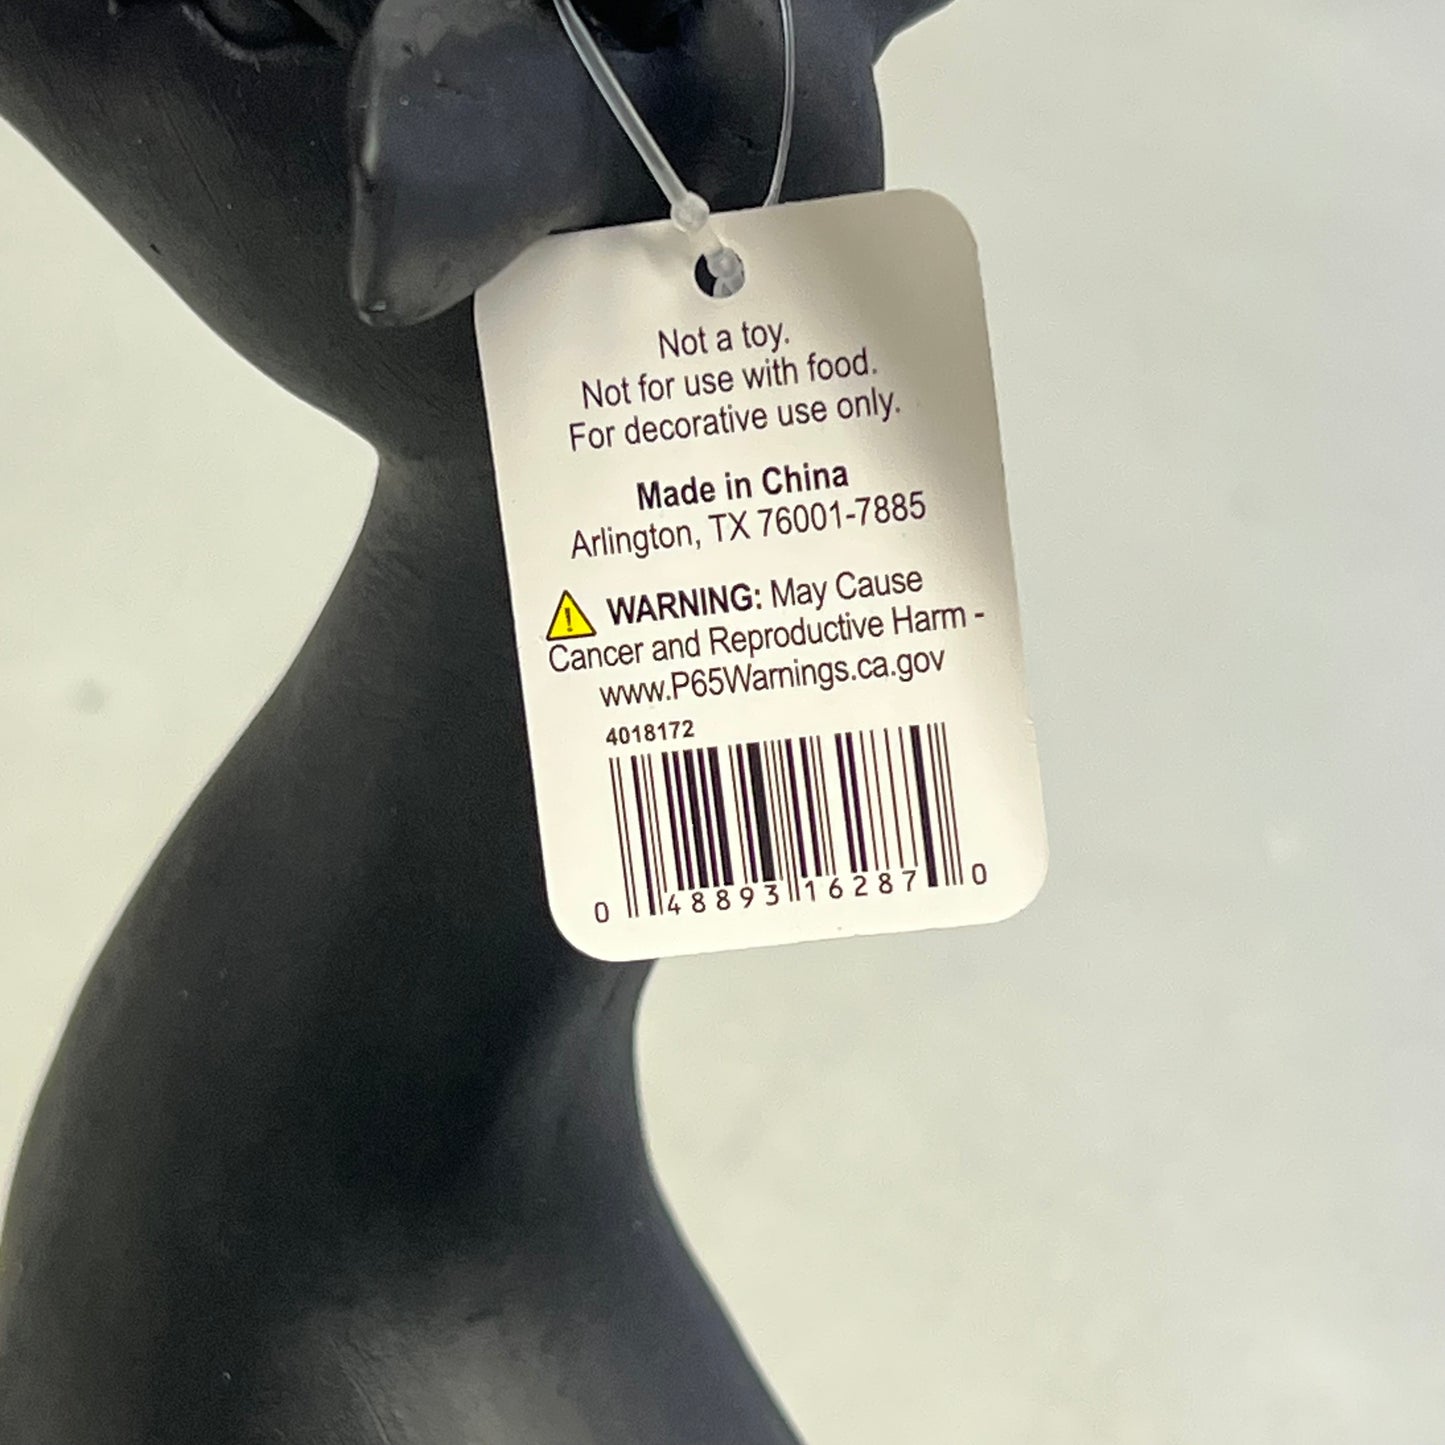 Not a toy.
Not for use with food.
For decorative use only.
Made in China
Arlington, TX 76001-7885
WARNING: May Cause
Cancer and Reproductive Harm -
www.P65Warnings.ca.gov
4018172
0 48893 16287 0